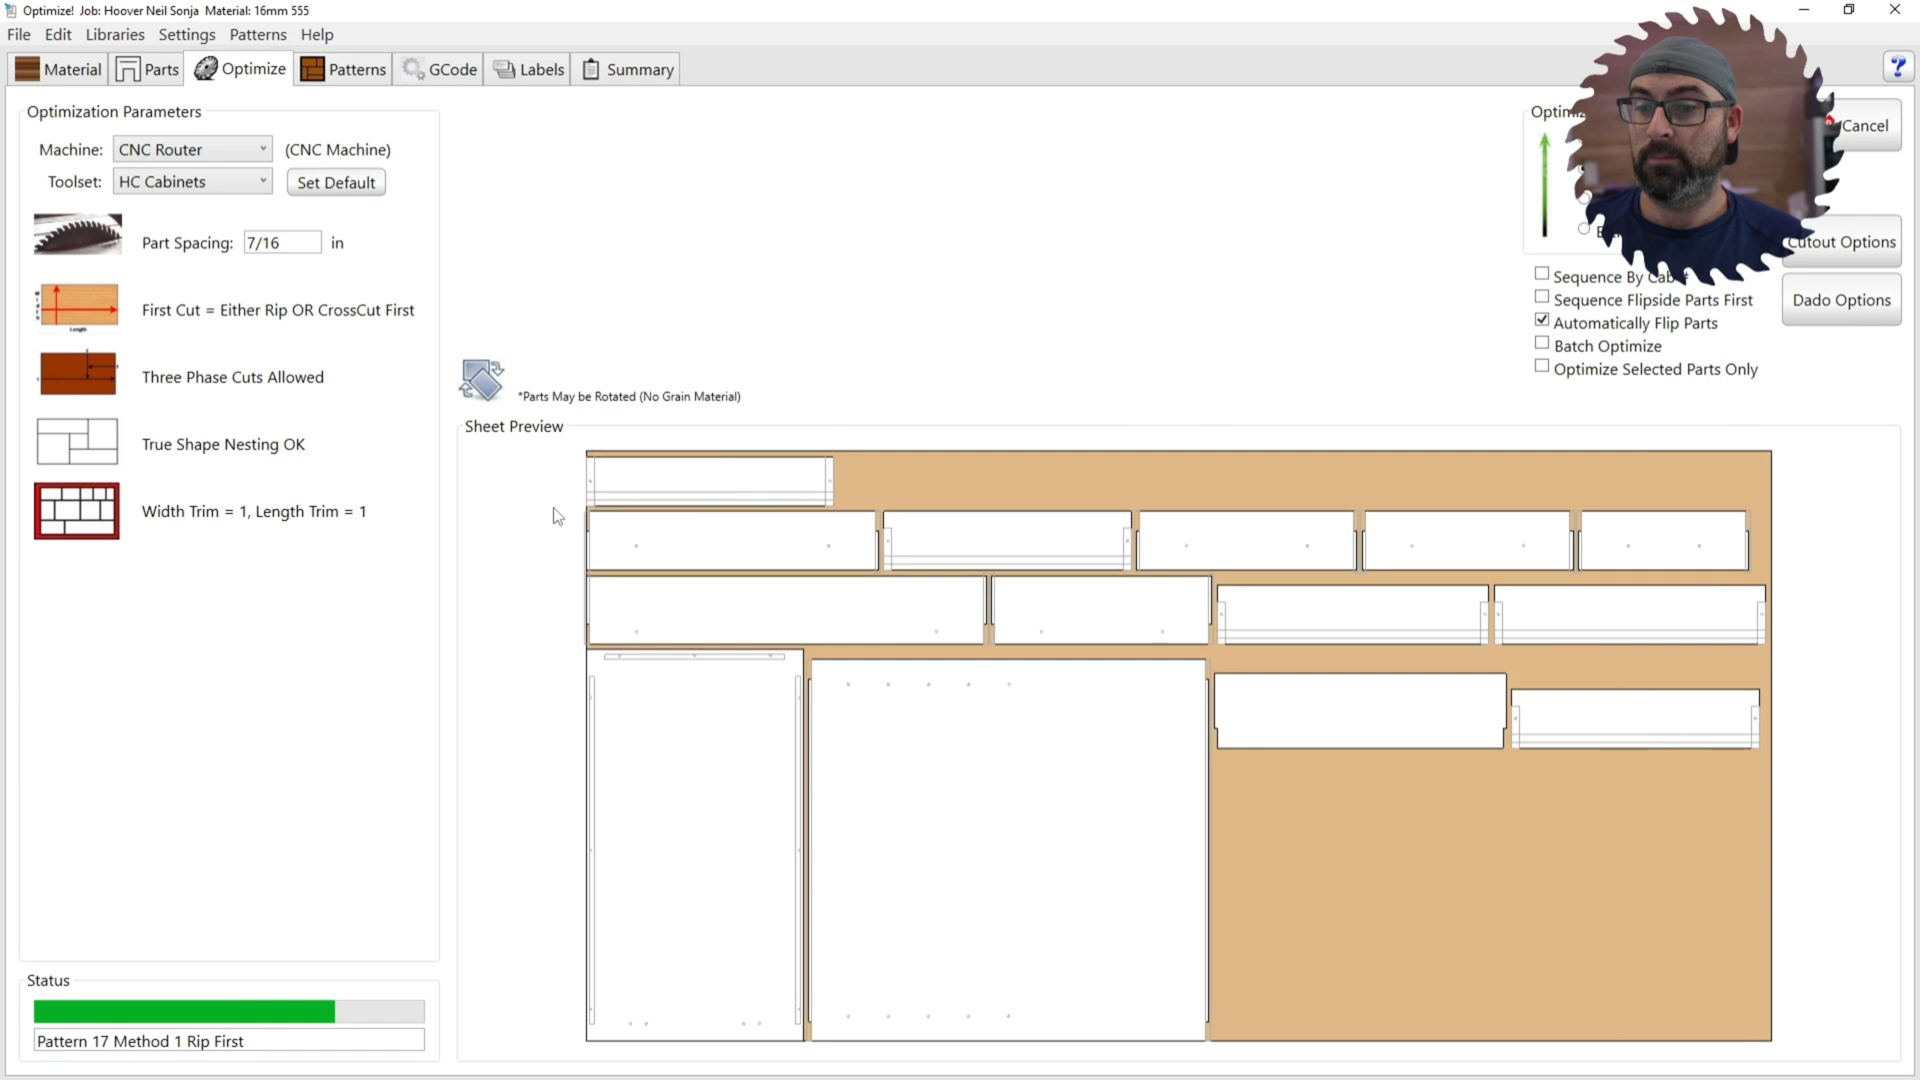 Optimize! Job: Hoover Neil Sonja Material: 16mm 555
File Edit Libraries Settings Patterns Help
Material Parts Optimize Patterns GCode Labels Summary
?
Optimization Parameters
Machine: CNC Router (CNC Machine)
Toolset: HC Cabinets Set Default
Part Spacing: 7/16 in
First Cut = Either Rip OR CrossCut First
Length
Three Phase Cuts Allowed
True Shape Nesting OK
Width Trim = 1, Length Trim = 1
Cancel
Cutout Options
Dado Options
Sequence By Cab #
Sequence Flipside Parts First
Automatically Flip Parts
Batch Optimize
Optimize Selected Parts Only
*Parts May be Rotated (No Grain Material)
Sheet Preview
Status
Pattern 17 Method 1 Rip First